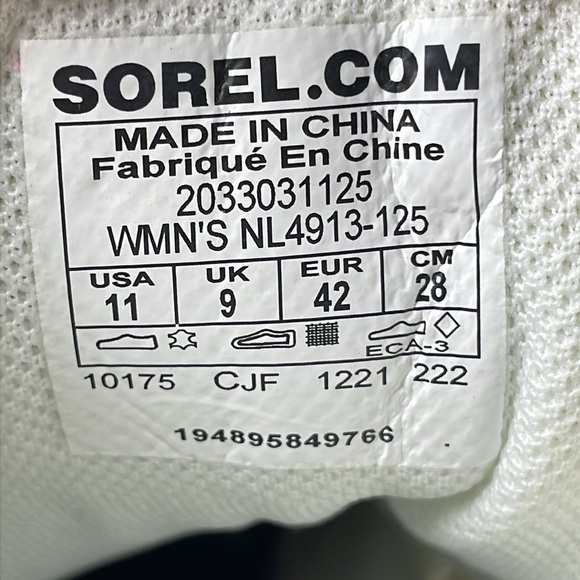 SOREL.COM
MADE IN CHINA
Fabriqué En Chine
2033031125
WMN'S NL4913-125
USA UK EUR CM
11 9 42 28
ECA-3
10175 CJF 1221 222
194895849766 .